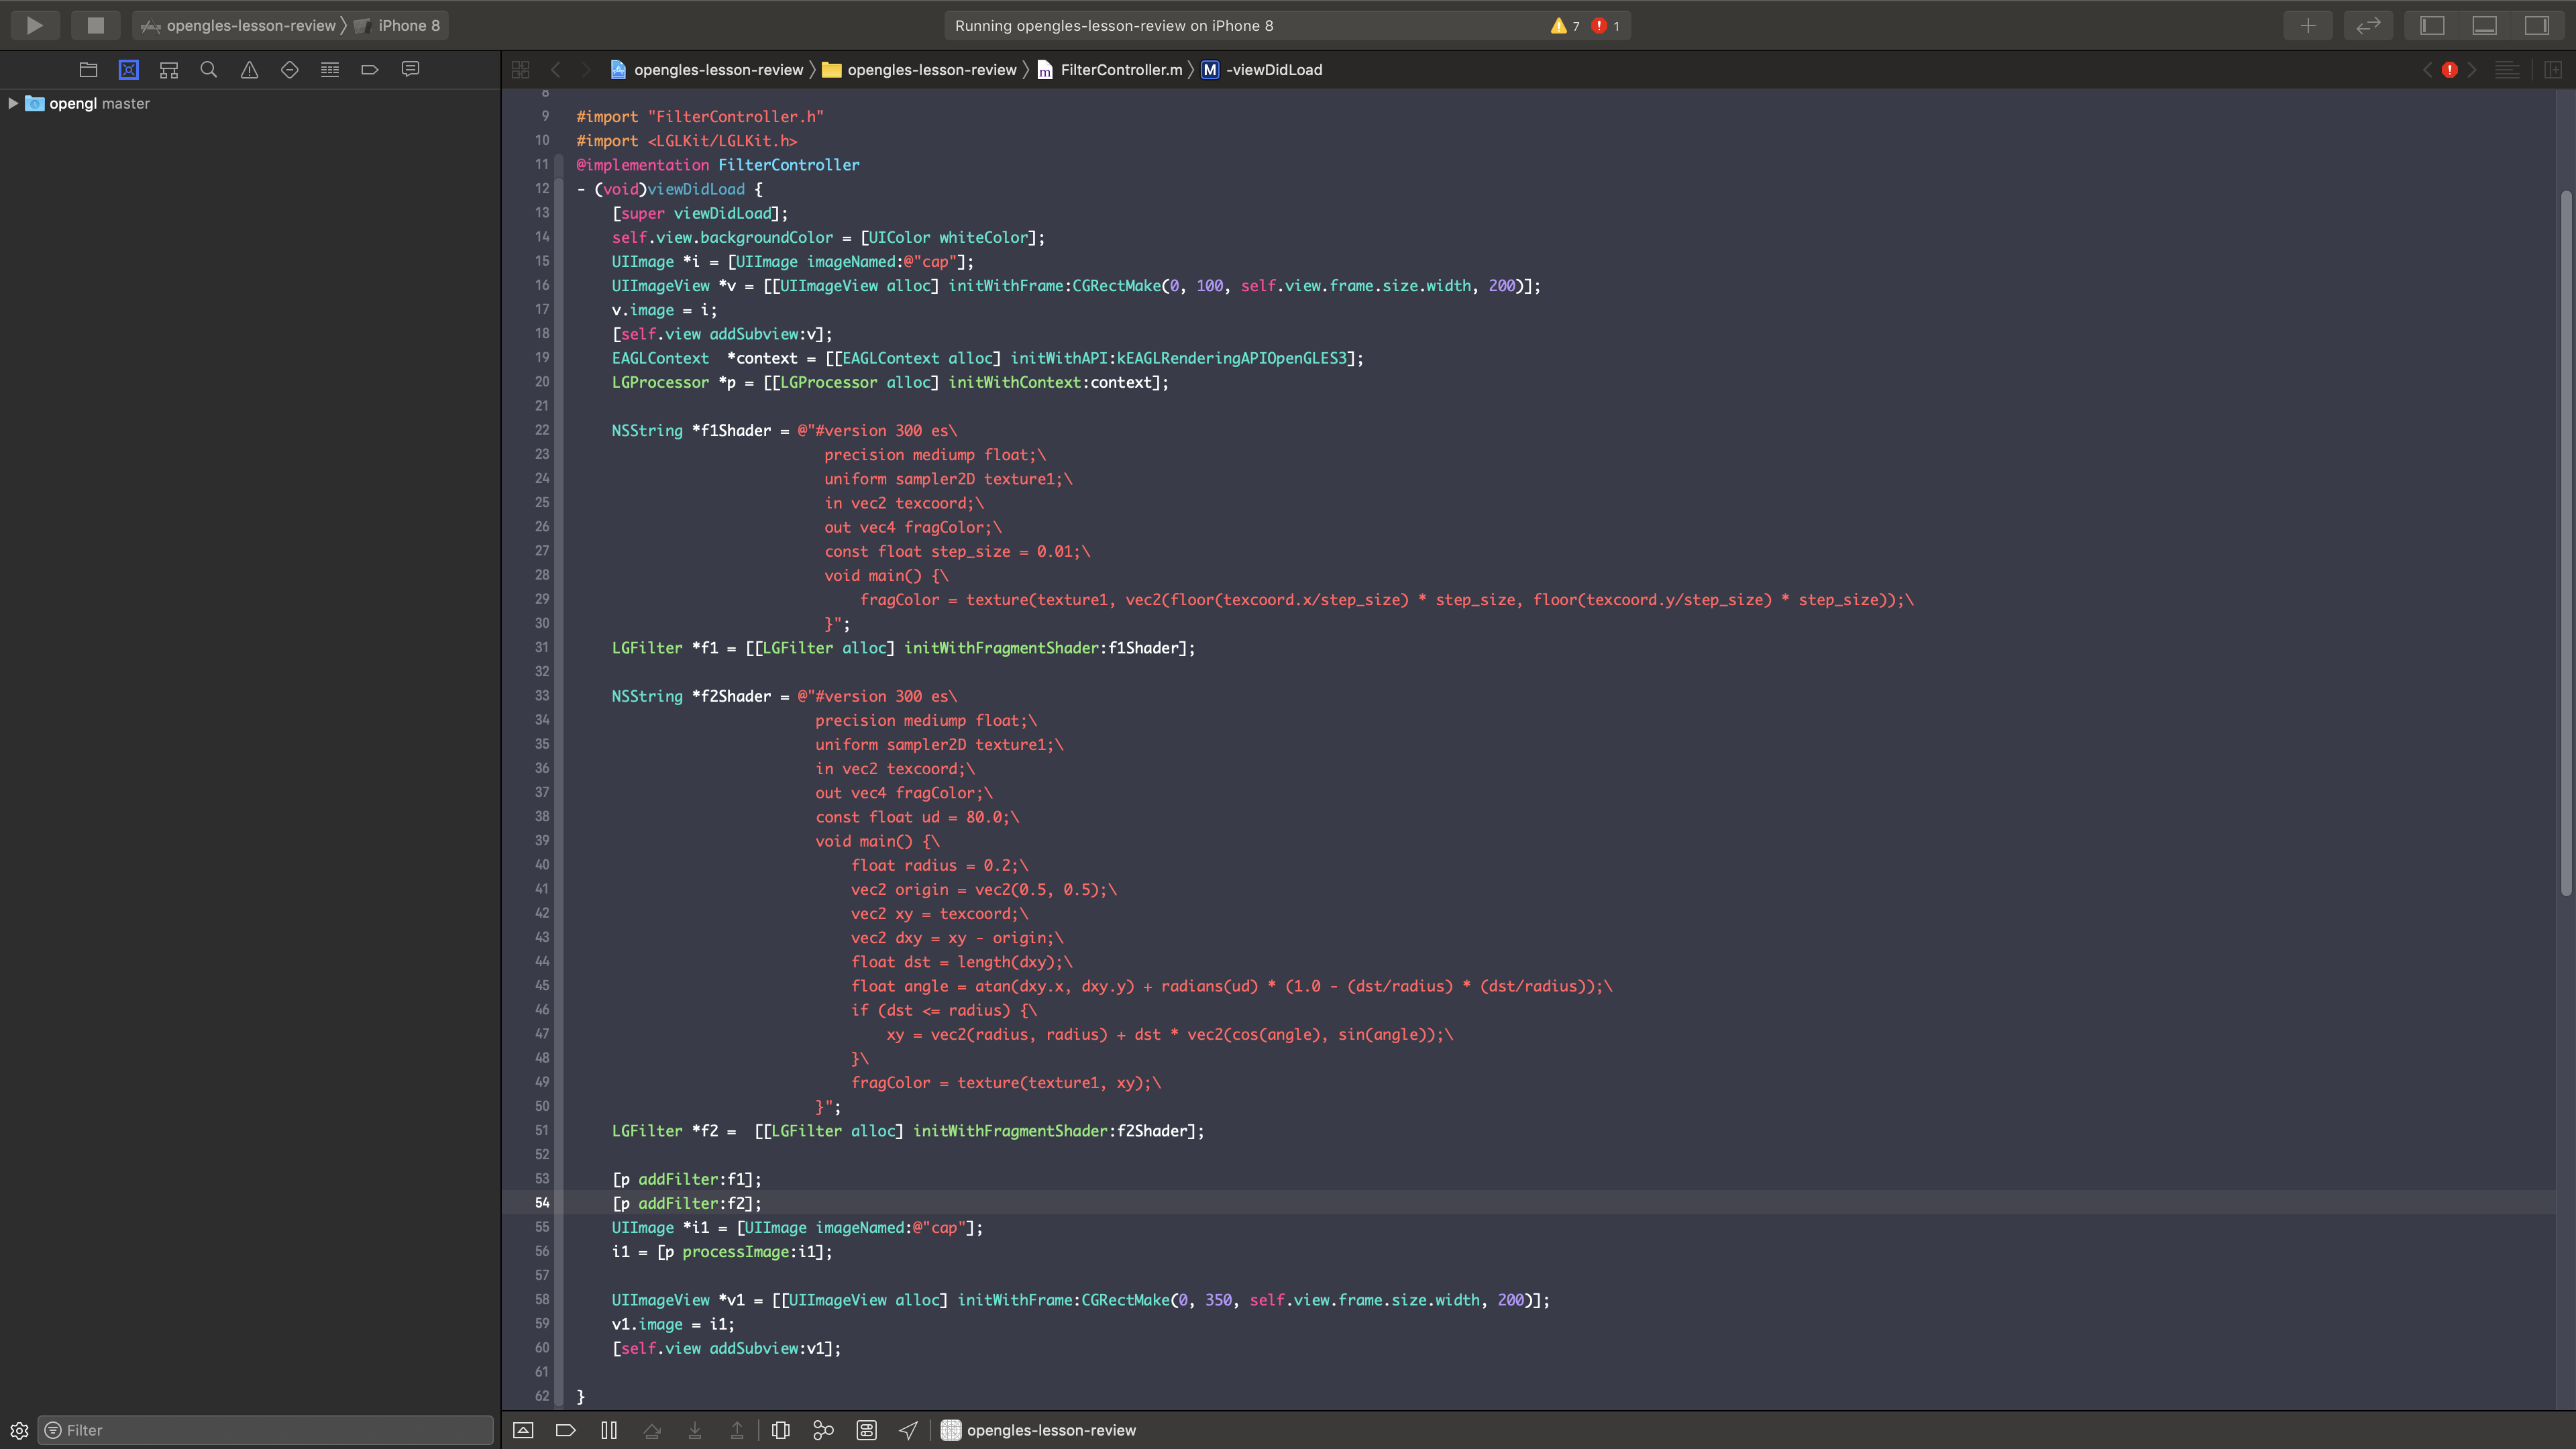 opengles-lesson-review 〉 iPhone 8
Running opengles-lesson-review on iPhone 8
7
1
opengles-lesson-review 〉 opengles-lesson-review 〉 FilterController.m 〉 M -viewDidLoad
opengl master
8
9 #import "FilterController.h"
10 #import <LGLKit/LGLKit.h>
11 @implementation FilterController
12 - (void)viewDidLoad {
13 [super viewDidLoad];
14 self.view.backgroundColor = [UIColor whiteColor];
15 UIImage *i = [UIImage imageNamed:@"cap"];
16 UIImageView *v = [[UIImageView alloc] initWithFrame:CGRectMake(0, 100, self.view.frame.size.width, 200)];
17 v.image = i;
18 [self.view addSubview:v];
19 EAGLContext  *context = [[EAGLContext alloc] initWithAPI:kEAGLRenderingAPIOpenGLES3];
20 LGProcessor *p = [[LGProcessor alloc] initWithContext:context];
21
22 NSString *f1Shader = @"#version 300 es\
23 precision mediump float;\
24 uniform sampler2D texture1;\
25 in vec2 texcoord;\
26 out vec4 fragColor;\
27 const float step_size = 0.01;\
28 void main() {\
29 fragColor = texture(texture1, vec2(floor(texcoord.x/step_size) * step_size, floor(texcoord.y/step_size) * step_size));\
30 }";
31 LGFilter *f1 = [[LGFilter alloc] initWithFragmentShader:f1Shader];
32
33 NSString *f2Shader = @"#version 300 es\
34 precision mediump float;\
35 uniform sampler2D texture1;\
36 in vec2 texcoord;\
37 out vec4 fragColor;\
38 const float ud = 80.0;\
39 void main() {\
40 float radius = 0.2;\
41 vec2 origin = vec2(0.5, 0.5);\
42 vec2 xy = texcoord;\
43 vec2 dxy = xy - origin;\
44 float dst = length(dxy);\
45 float angle = atan(dxy.x, dxy.y) + radians(ud) * (1.0 - (dst/radius) * (dst/radius));\
46 if (dst <= radius) {\
47 xy = vec2(radius, radius) + dst * vec2(cos(angle), sin(angle));\
48 }\
49 fragColor = texture(texture1, xy);\
50 }";
51 LGFilter *f2 =  [[LGFilter alloc] initWithFragmentShader:f2Shader];
52
53 [p addFilter:f1];
54 [p addFilter:f2];
55 UIImage *i1 = [UIImage imageNamed:@"cap"];
56 i1 = [p processImage:i1];
57
58 UIImageView *v1 = [[UIImageView alloc] initWithFrame:CGRectMake(0, 350, self.view.frame.size.width, 200)];
59 v1.image = i1;
60 [self.view addSubview:v1];
61
62 }
Filter
opengles-lesson-review